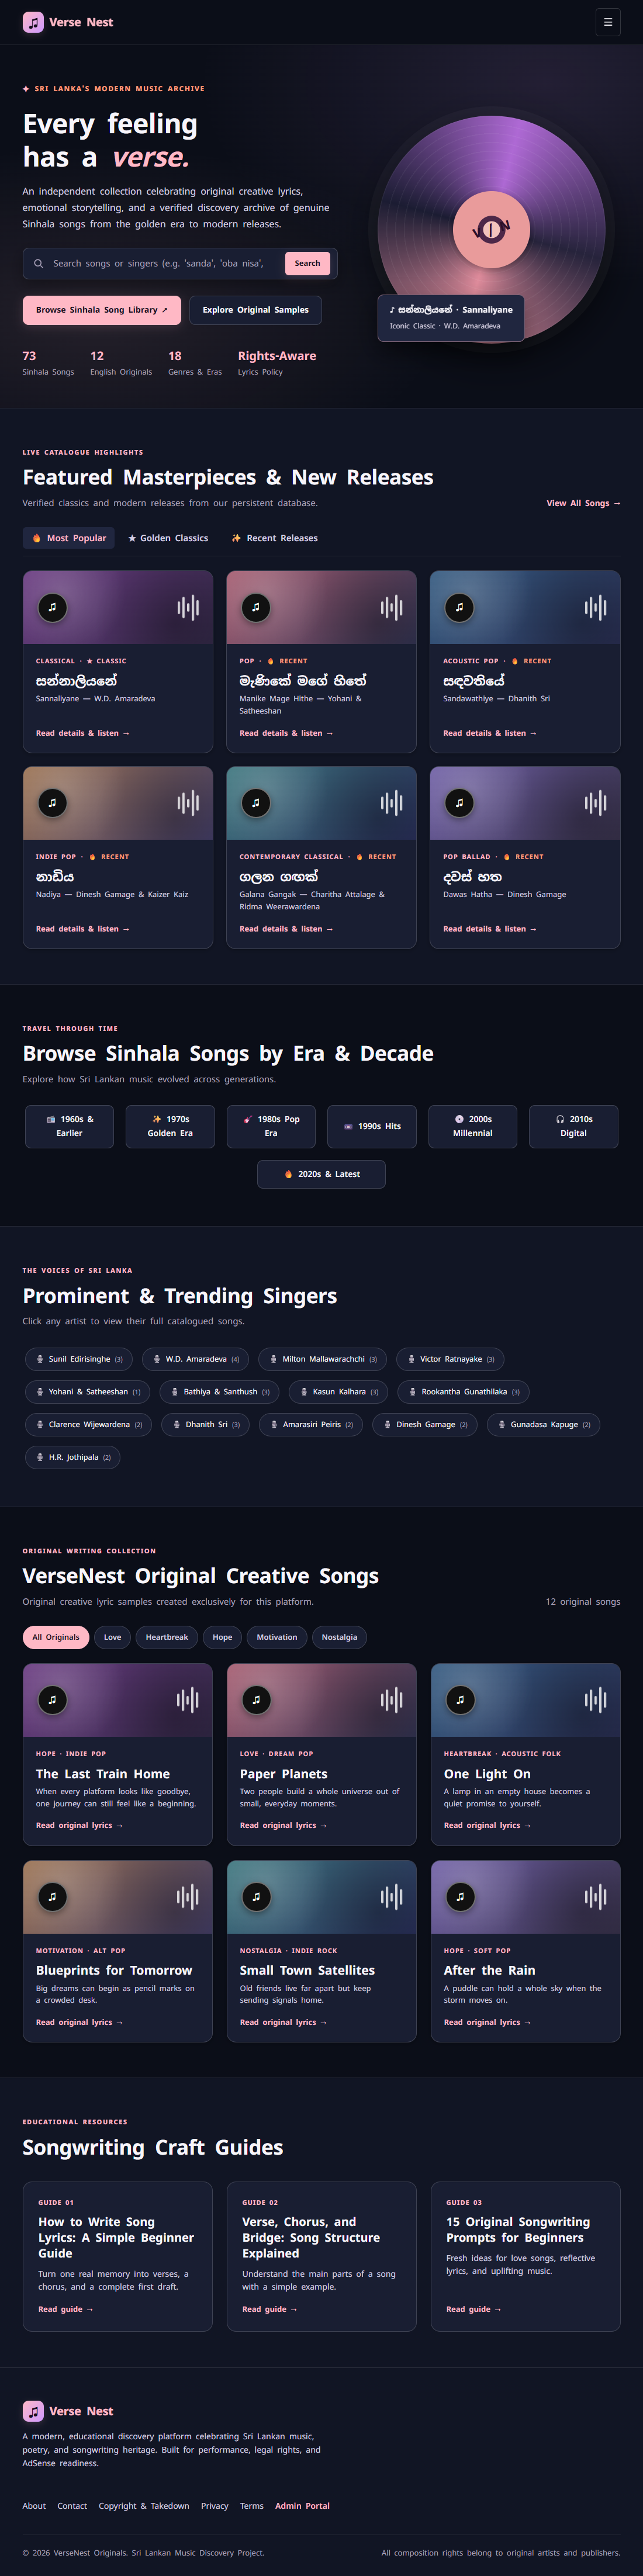 Verse Nest
✦ SRI LANKA'S MODERN MUSIC ARCHIVE
Every feeling
has a verse.
An independent collection celebrating original creative lyrics,
emotional storytelling, and a verified discovery archive of genuine
Sinhala songs from the golden era to modern releases.
Search songs or singers (e.g. 'sanda', 'oba nisa',
Search
Browse Sinhala Song Library ↗
Explore Original Samples
73
Sinhala Songs
12
English Originals
18
Genres & Eras
Rights-Aware
Lyrics Policy
♪ සන්නාලියනේ · Sannaliyane
Iconic Classic · W.D. Amaradeva
LIVE CATALOGUE HIGHLIGHTS
Featured Masterpieces & New Releases
Verified classics and modern releases from our persistent database.
View All Songs →
🔥 Most Popular
★ Golden Classics
✨ Recent Releases
CLASSICAL · ★ CLASSIC
සන්නාලියනේ
Sannaliyane — W.D. Amaradeva
Read details & listen →
POP · 🔥 RECENT
මැණිකේ මගේ හිතේ
Manike Mage Hithe — Yohani &
Satheeshan
Read details & listen →
ACOUSTIC POP · 🔥 RECENT
සඳවතියේ
Sandawathiye — Dhanith Sri
Read details & listen →
INDIE POP · 🔥 RECENT
නාඩිය
Nadiya — Dinesh Gamage & Kaizer Kaiz
Read details & listen →
CONTEMPORARY CLASSICAL · 🔥 RECENT
ගලන ගඟක්
Galana Gangak — Charitha Attalage &
Ridma Weerawardena
Read details & listen →
POP BALLAD · 🔥 RECENT
දවස් හත
Dawas Hatha — Dinesh Gamage
Read details & listen →
TRAVEL THROUGH TIME
Browse Sinhala Songs by Era & Decade
Explore how Sri Lankan music evolved across generations.
📻 1960s &
Earlier
✨ 1970s
Golden Era
🎸 1980s Pop
Era
📼 1990s Hits
💿 2000s
Millennial
🎧 2010s
Digital
🔥 2020s & Latest
THE VOICES OF SRI LANKA
Prominent & Trending Singers
Click any artist to view their full catalogued songs.
Sunil Edirisinghe (3)
W.D. Amaradeva (4)
Milton Mallawarachchi (3)
Victor Ratnayake (3)
Yohani & Satheeshan (1)
Bathiya & Santhush (3)
Kasun Kalhara (3)
Rookantha Gunathilaka (3)
Clarence Wijewardena (2)
Dhanith Sri (3)
Amarasiri Peiris (2)
Dinesh Gamage (2)
Gunadasa Kapuge (2)
H.R. Jothipala (2)
ORIGINAL WRITING COLLECTION
VerseNest Original Creative Songs
Original creative lyric samples created exclusively for this platform.
12 original songs
All Originals
Love
Heartbreak
Hope
Motivation
Nostalgia
HOPE · INDIE POP
The Last Train Home
When every platform looks like goodbye,
one journey can still feel like a beginning.
Read original lyrics →
LOVE · DREAM POP
Paper Planets
Two people build a whole universe out of
small, everyday moments.
Read original lyrics →
HEARTBREAK · ACOUSTIC FOLK
One Light On
A lamp in an empty house becomes a
quiet promise to yourself.
Read original lyrics →
MOTIVATION · ALT POP
Blueprints for Tomorrow
Big dreams can begin as pencil marks on
a crowded desk.
Read original lyrics →
NOSTALGIA · INDIE ROCK
Small Town Satellites
Old friends live far apart but keep
sending signals home.
Read original lyrics →
HOPE · SOFT POP
After the Rain
A puddle can hold a whole sky when the
storm moves on.
Read original lyrics →
EDUCATIONAL RESOURCES
Songwriting Craft Guides
GUIDE 01
How to Write Song
Lyrics: A Simple Beginner
Guide
Turn one real memory into verses, a
chorus, and a complete first draft.
Read guide →
GUIDE 02
Verse, Chorus, and
Bridge: Song Structure
Explained
Understand the main parts of a song
with a simple example.
Read guide →
GUIDE 03
15 Original Songwriting
Prompts for Beginners
Fresh ideas for love songs, reflective
lyrics, and uplifting music.
Read guide →
Verse Nest
A modern, educational discovery platform celebrating Sri Lankan music,
poetry, and songwriting heritage. Built for performance, legal rights, and
AdSense readiness.
About
Contact
Copyright & Takedown
Privacy
Terms
Admin Portal
© 2026 VerseNest Originals. Sri Lankan Music Discovery Project.
All composition rights belong to original artists and publishers.